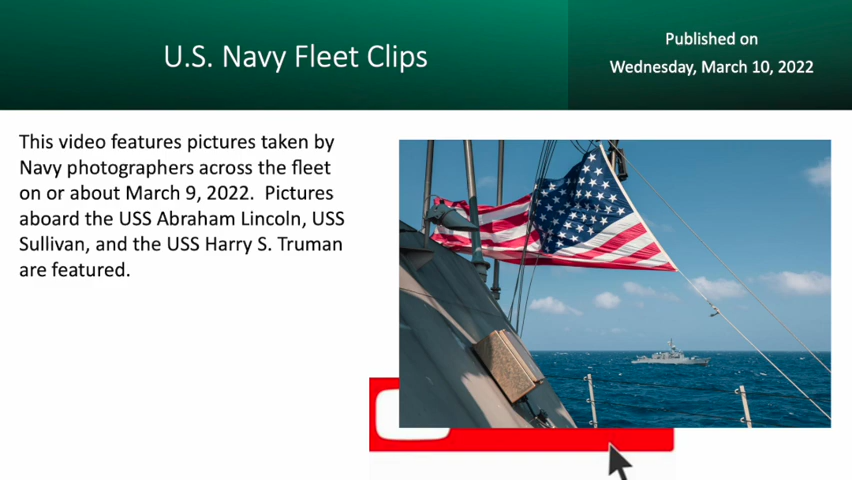 U.S. Navy Fleet Clips
Published on
Wednesday, March 10, 2022
This video features pictures taken by
Navy photographers across the fleet
on or about March 9, 2022.  Pictures
aboard the USS Abraham Lincoln, USS
Sullivan, and the USS Harry S. Truman
are featured.